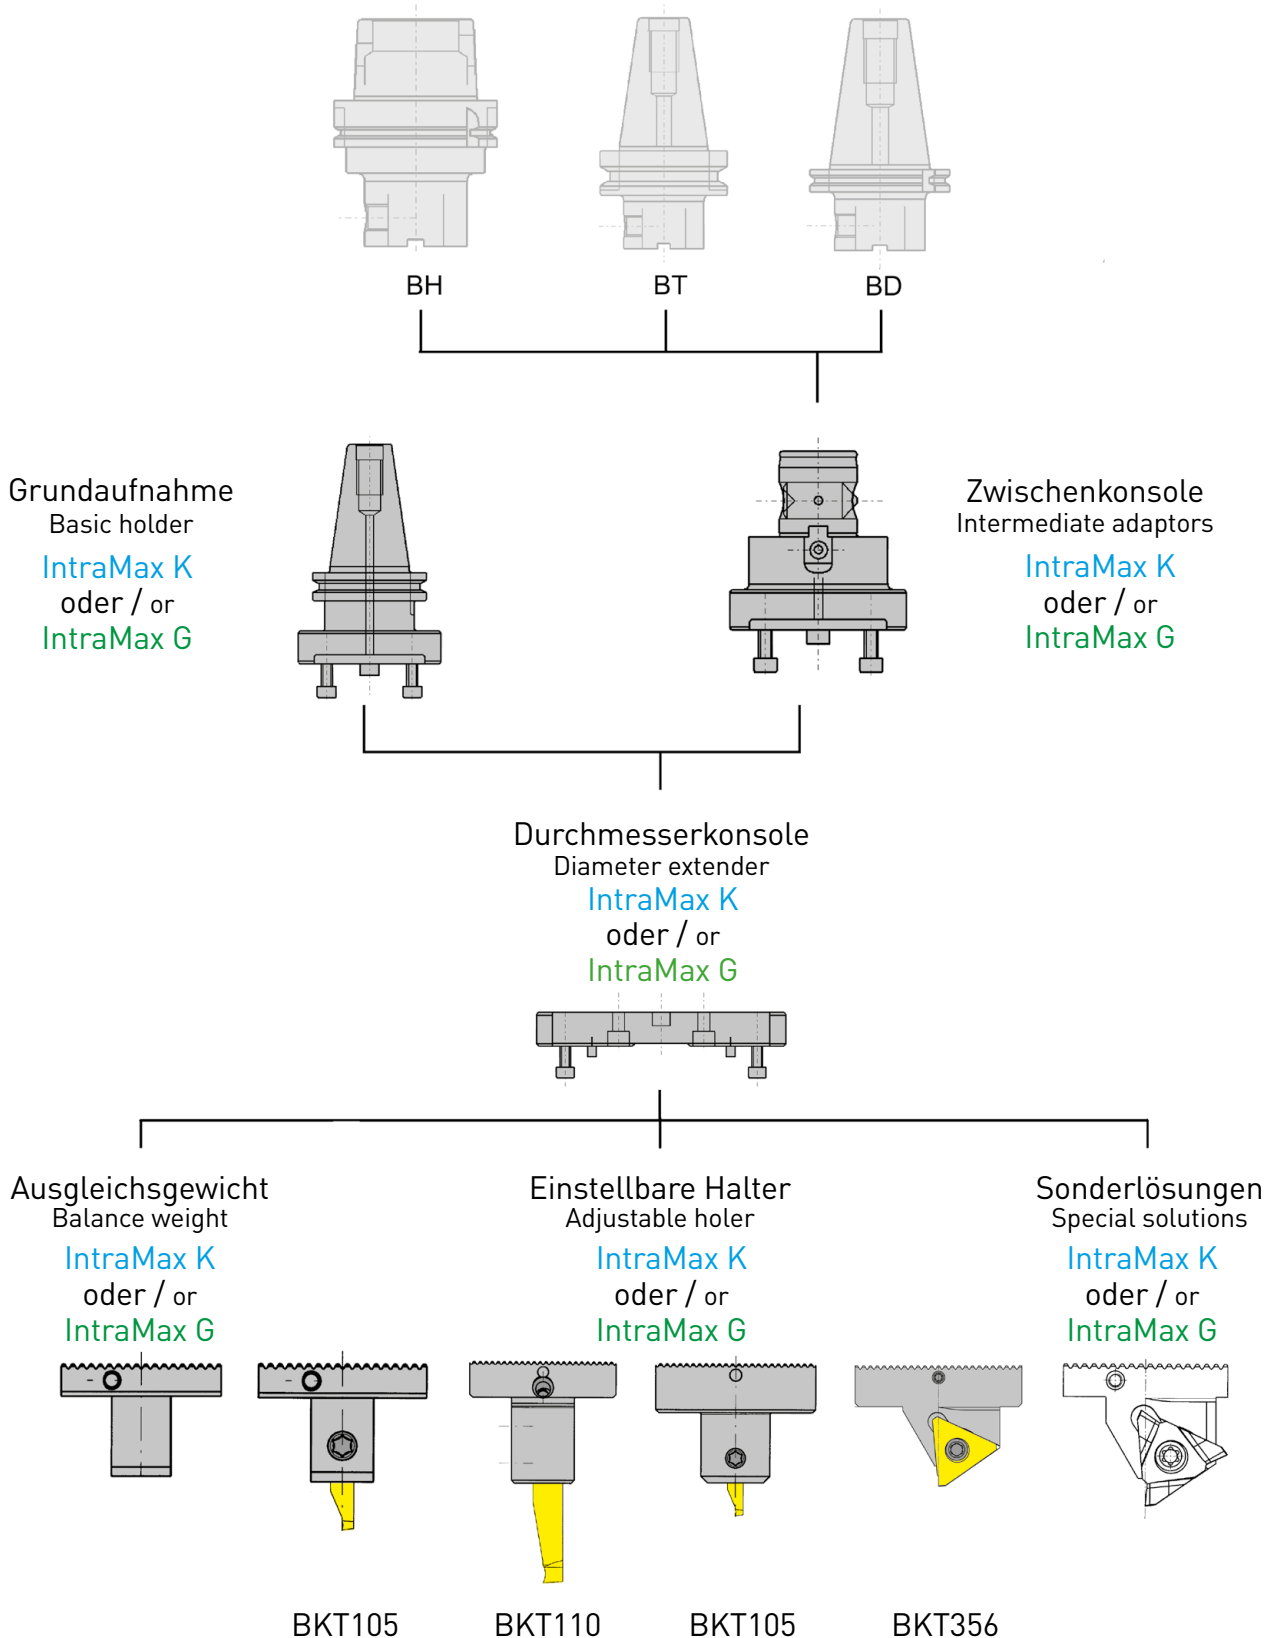 BH
BT
BD
Grundaufnahme
Basic holder
IntraMax K
oder / or
IntraMax G
Zwischenkonsole
Intermediate adaptors
IntraMax K
oder / or
IntraMax G
Durchmesserkonsole
Diameter extender
IntraMax K
oder / or
IntraMax G
Ausgleichsgewicht
Balance weight
IntraMax K
oder / or
IntraMax G
Einstellbare Halter
Adjustable holer
IntraMax K
oder / or
IntraMax G
Sonderlösungen
Special solutions
IntraMax K
oder / or
IntraMax G
BKT105
BKT110
BKT105
BKT356